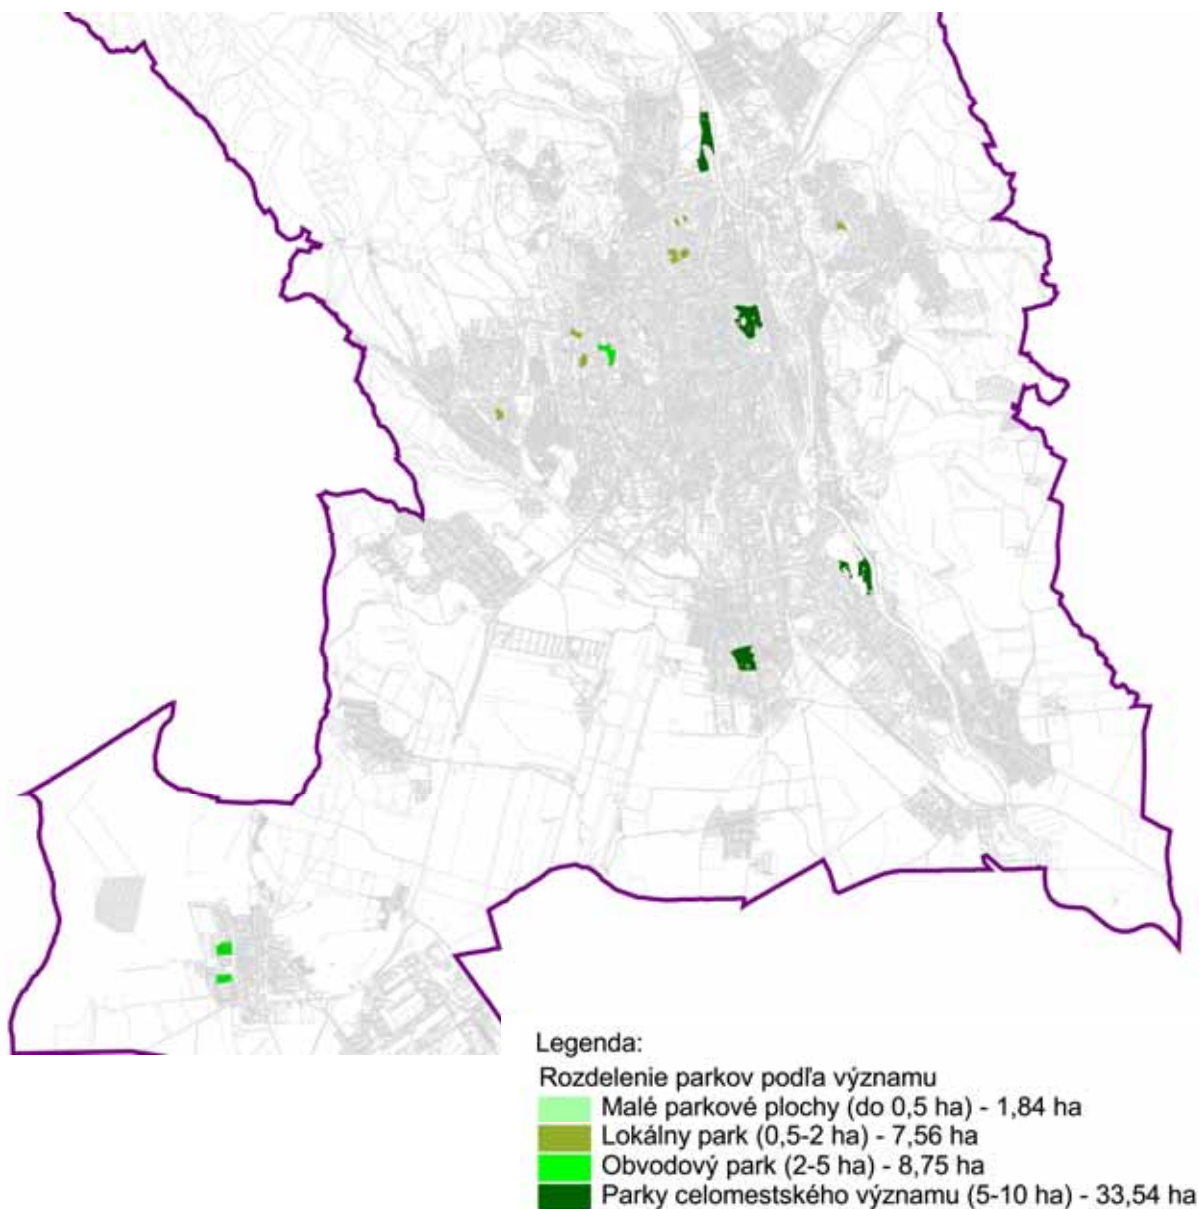 Legenda:
Rozdelenie parkov podľa významu
Malé parkové plochy (do 0,5 ha) - 1,84 ha
Lokálny park (0,5-2 ha) - 7,56 ha
Obvodový park (2-5 ha) - 8,75 ha
Parky celomestského významu (5-10 ha) - 33,54 ha